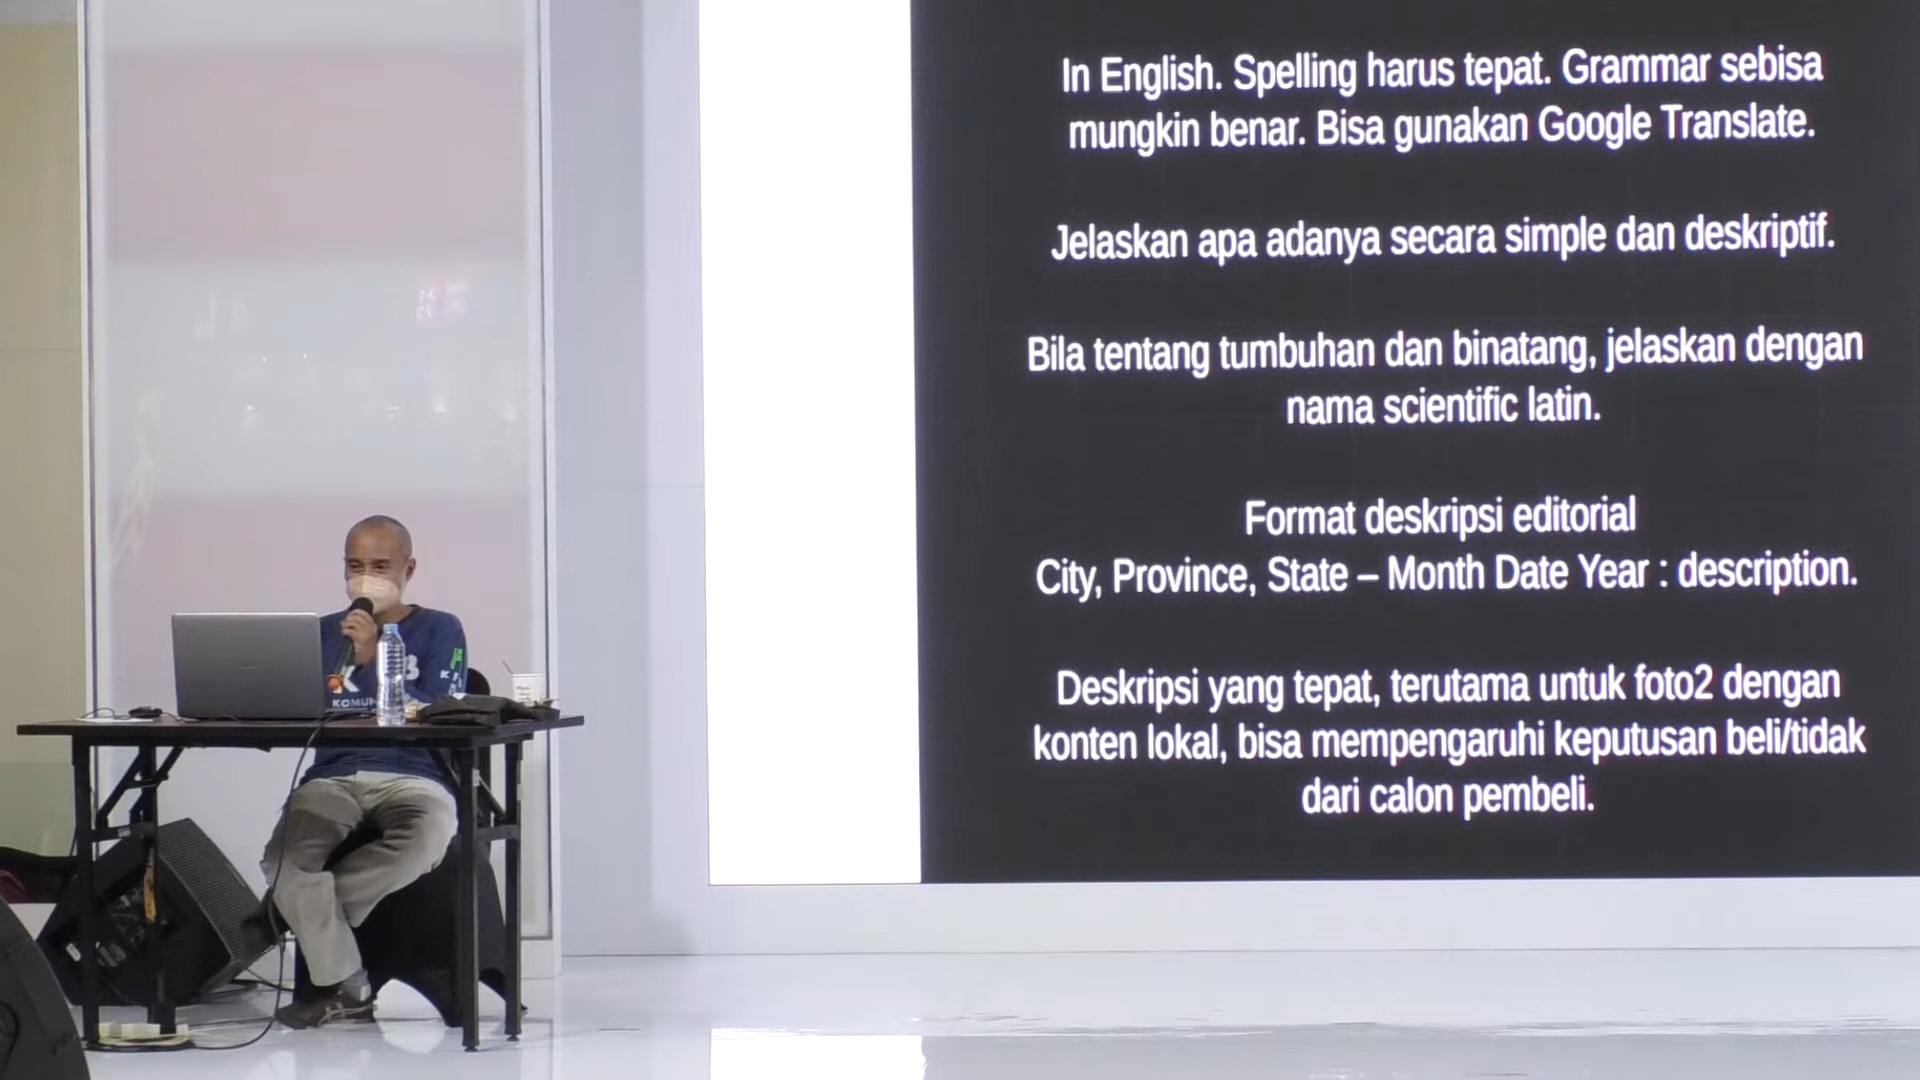 In English. Spelling harus tepat. Grammar sebisa
mungkin benar. Bisa gunakan Google Translate.
Jelaskan apa adanya secara simple dan deskriptif.
Bila tentang tumbuhan dan binatang, jelaskan dengan
nama scientific latin.
Format deskripsi editorial
City, Province, State – Month Date Year : description.
Deskripsi yang tepat, terutama untuk foto2 dengan
konten lokal, bisa mempengaruhi keputusan beli/tidak
dari calon pembeli.
K B
KOMUN